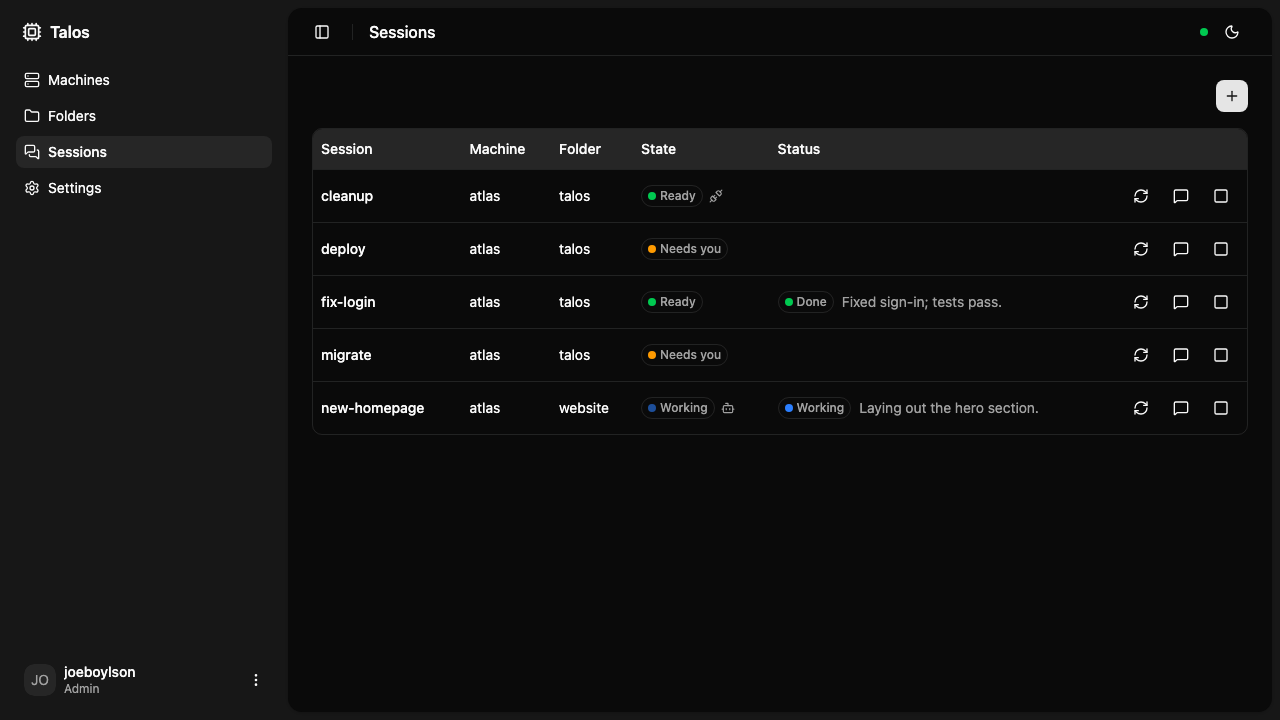 Talos
Sessions
Machines
Folders
Sessions
Settings
Session Machine Folder State Status
cleanup atlas talos Ready
deploy atlas talos Needs you
fix-login atlas talos Ready Done Fixed sign-in; tests pass.
migrate atlas talos Needs you
new-homepage atlas website Working Working Laying out the hero section.
JO
joeboylson
Admin